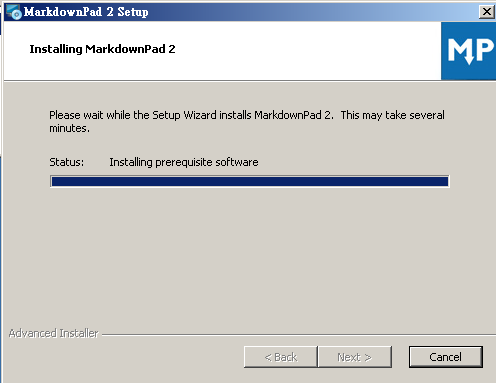 MarkdownPad 2 Setup
Installing MarkdownPad 2
MP
Please wait while the Setup Wizard installs MarkdownPad 2. This may take several
minutes.
Status: Installing prerequisite software
Advanced Installer
< Back Next > Cancel